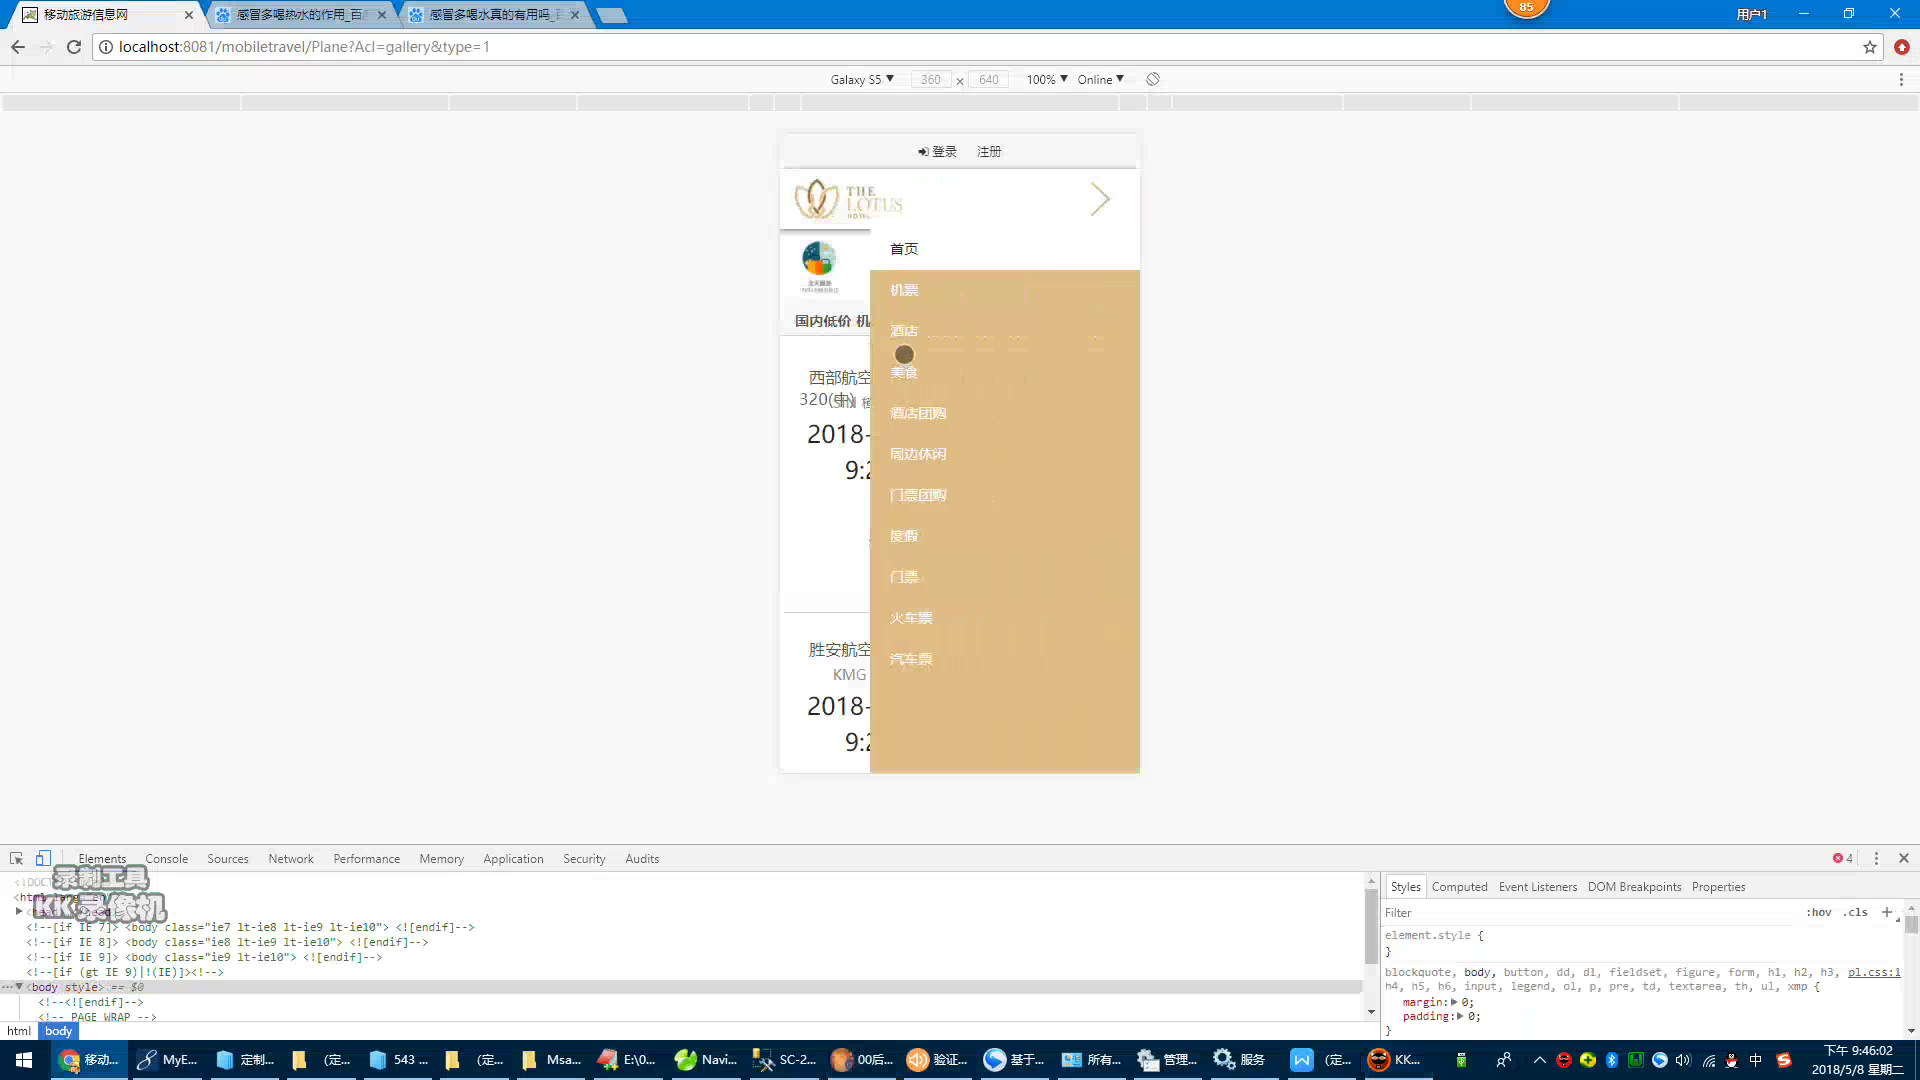 移动旅游信息网
感冒多喝热水的作用_百
感冒多喝水真的有用吗_百
85
用户1
localhost:8081/mobiletravel/Plane?Acl=gallery&type=1
Galaxy S5 ▼ 360 × 640 100% ▼ Online ▼
登录 注册
THE
LOTUS
HOTEL
首页
机票
国内低价 机
酒店
美食
西部航空
320(中)
酒店团购
2018-
周边休闲
9:2
门票团购
度假
门票
火车票
胜安航空
汽车票
KMG
2018-
9:2
Elements Console Sources Network Performance Memory Application Security Audits
4
录制工具
KK录像机
<!--[if IE 7]> <body class="ie7 lt-ie8 lt-ie9 lt-ie10"> <![endif]-->
<!--[if IE 8]> <body class="ie8 lt-ie9 lt-ie10"> <![endif]-->
<!--[if IE 9]> <body class="ie9 lt-ie10"> <![endif]-->
<!--[if (gt IE 9)|!(IE)]><!-->
<body style> == $0
<!--<![endif]-->
<!-- PAGE WRAP -->
html body
Styles Computed Event Listeners DOM Breakpoints Properties
Filter :hov .cls +
element.style {
}
blockquote, body, button, dd, dl, fieldset, figure, form, h1, h2, h3, pl.css:1
h4, h5, h6, input, legend, ol, p, pre, td, textarea, th, ul, xmp {
margin:▶ 0;
padding:▶ 0;
}
移动... MyE... 定制... (定... 543 ... (定... Msa... E:\0... Navi... SC-2... 00后... 验证... 基于... 所有... 管理... 服务 (定... KK...
中
下午 9:46:02
2018/5/8 星期二